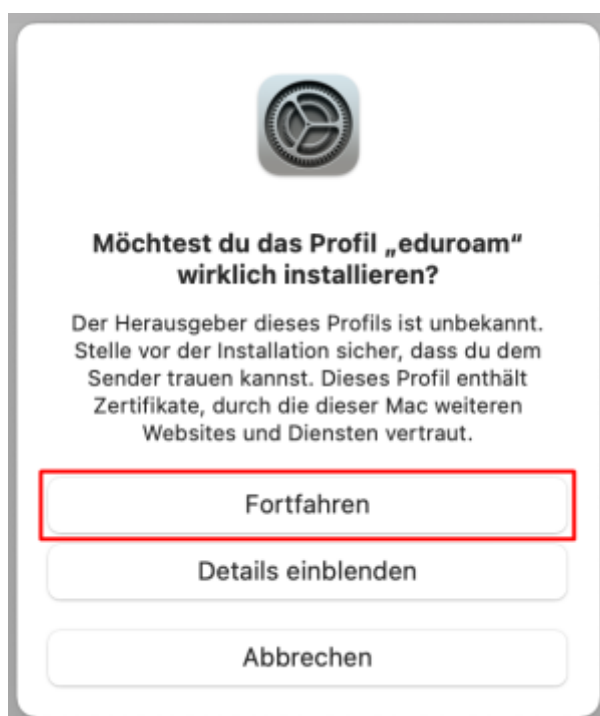 Möchtest du das Profil „eduroam“
wirklich installieren?
Der Herausgeber dieses Profils ist unbekannt.
Stelle vor der Installation sicher, dass du dem
Sender trauen kannst. Dieses Profil enthält
Zertifikate, durch die dieser Mac weiteren
Websites und Diensten vertraut.
Fortfahren
Details einblenden
Abbrechen